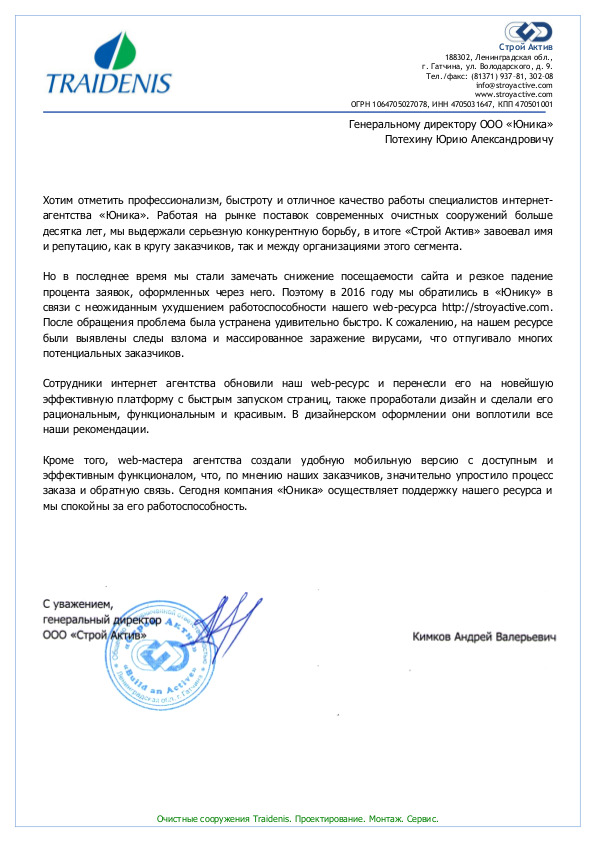 TRAIDENIS
Строй Актив
188302, Ленинградская обл.,
г. Гатчина, ул. Володарского, д. 9.
Тел./факс: (81371) 937-81, 302-08
info@stroyactive.com
www.stroyactive.com
ОГРН 1064705027078, ИНН 4705031647, КПП 470501001
Генеральному директору ООО «Юника»
Потехину Юрию Александровичу
Хотим отметить профессионализм, быстроту и отличное качество работы специалистов интернет-
агентства «Юника». Работая на рынке поставок современных очистных сооружений больше
десятка лет, мы выдержали серьезную конкурентную борьбу, в итоге «Строй Актив» завоевал имя
и репутацию, как в кругу заказчиков, так и между организациями этого сегмента.
Но в последнее время мы стали замечать снижение посещаемости сайта и резкое падение
процента заявок, оформленных через него. Поэтому в 2016 году мы обратились в «Юнику» в
связи с неожиданным ухудшением работоспособности нашего web-ресурса http://stroyactive.com.
После обращения проблема была устранена удивительно быстро. К сожалению, на нашем ресурсе
были выявлены следы взлома и массированное заражение вирусами, что отпугивало многих
потенциальных заказчиков.
Сотрудники интернет агентства обновили наш web-ресурс и перенесли его на новейшую
эффективную платформу с быстрым запуском страниц, также проработали дизайн и сделали его
рациональным, функциональным и красивым. В дизайнерском оформлении они воплотили все
наши рекомендации.
Кроме того, web-мастера агентства создали удобную мобильную версию с доступным и
эффективным функционалом, что, по мнению наших заказчиков, значительно упростило процесс
заказа и обратную связь. Сегодня компания «Юника» осуществляет поддержку нашего ресурса и
мы спокойны за его работоспособность.
С уважением,
генеральный директор
ООО «Строй Актив»
Кимков Андрей Валерьевич
«Строй Актив»
«Build an Active»
Ленинградская обл. г. Гатчина
Очистные сооружения Traidenis. Проектирование. Монтаж. Сервис.